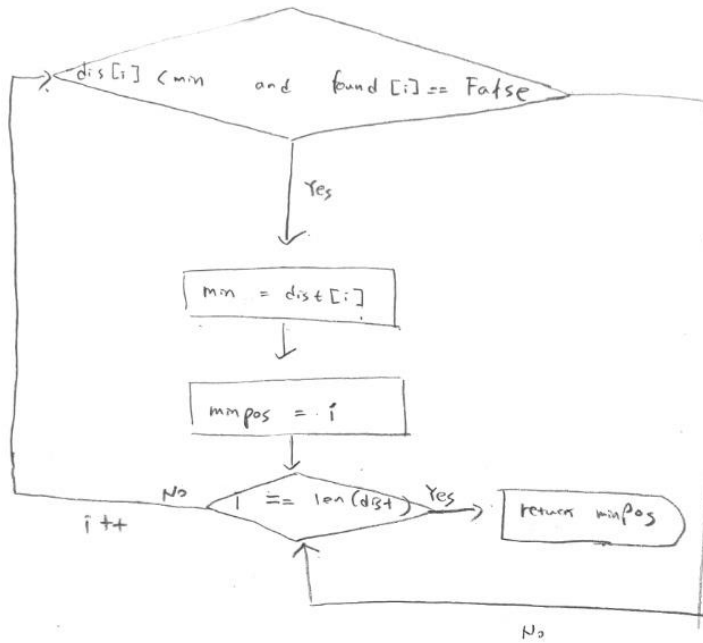 dis[i] < min and found [i] == False
Yes
min = dist[i]
minpos = i
i == len(dist)
Yes
return minpos
No
i ++
No